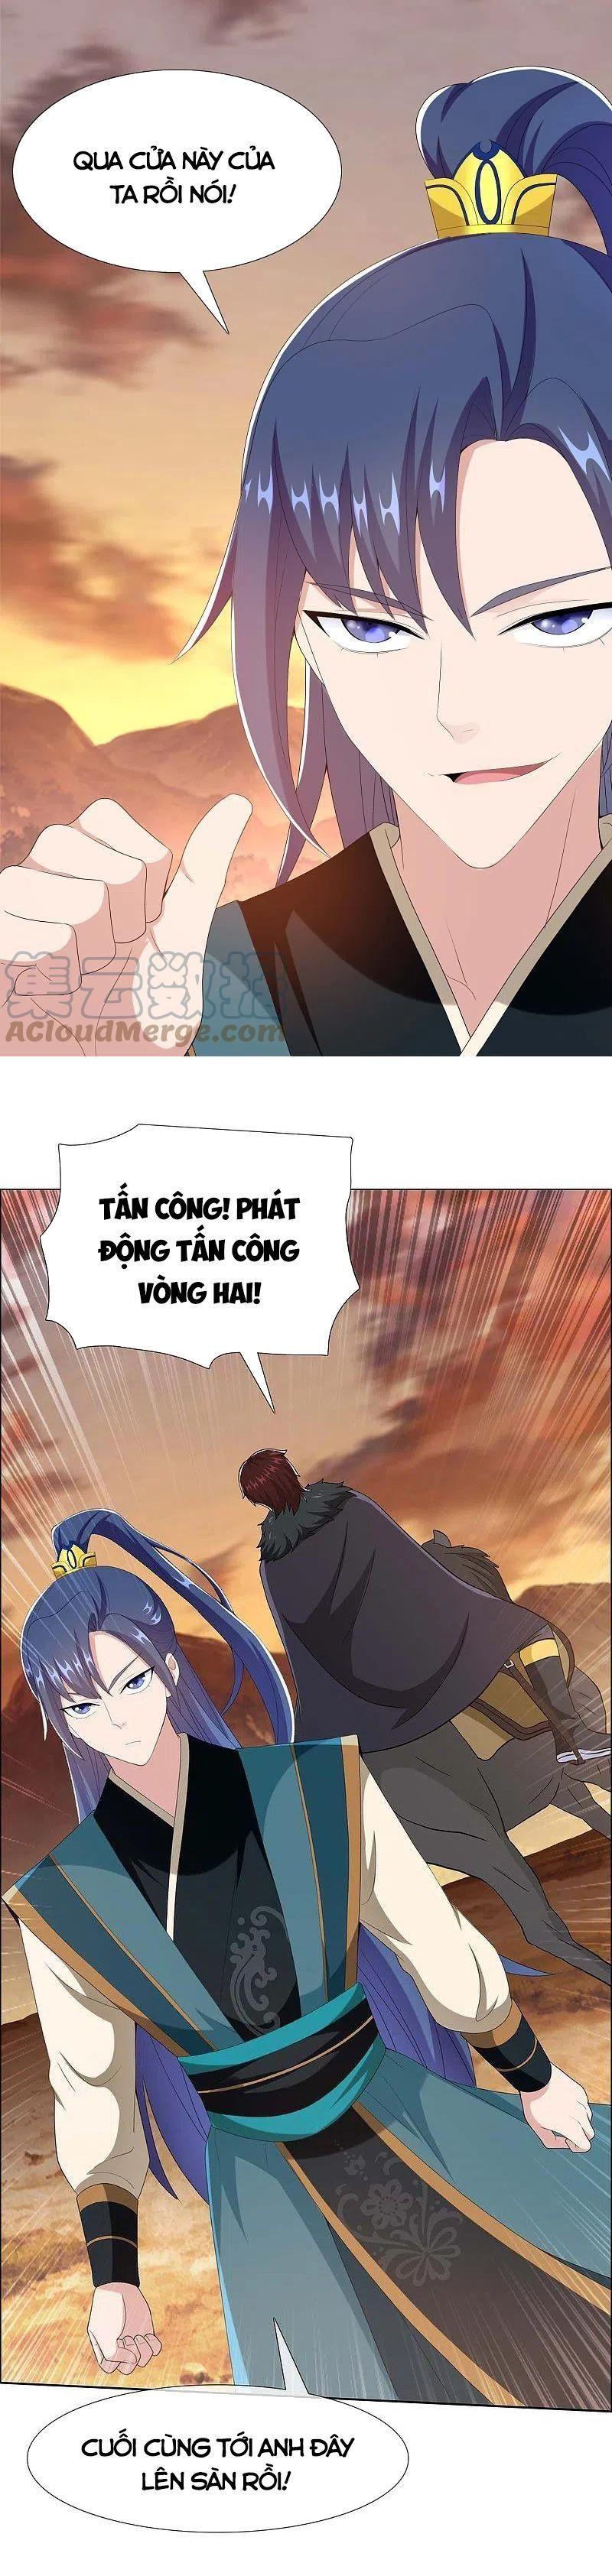 QUA CỬA NÀY CỦA
TA RỒI NÓI!
集云数据
AcloudMerge.com
TẤN CÔNG! PHÁT
ĐỘNG TẤN CÔNG
VÒNG HAI!
CUỐI CÙNG TỚI ANH ĐÂY
LÊN SÀN RỒI!